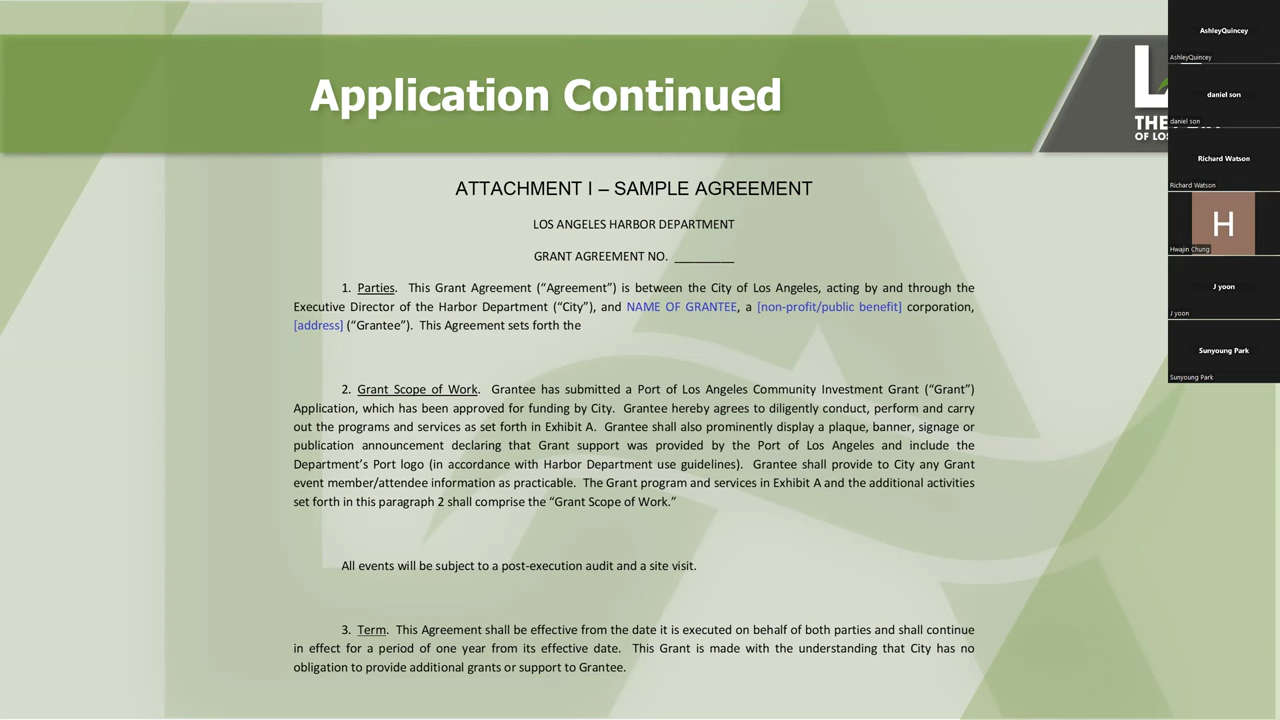 Application Continued
THE
OF LOS
ATTACHMENT I – SAMPLE AGREEMENT
LOS ANGELES HARBOR DEPARTMENT
GRANT AGREEMENT NO. _________
1. Parties. This Grant Agreement (“Agreement”) is between the City of Los Angeles, acting by and through the
Executive Director of the Harbor Department (“City”), and NAME OF GRANTEE, a [non-profit/public benefit] corporation,
[address] (“Grantee”). This Agreement sets forth the
2. Grant Scope of Work. Grantee has submitted a Port of Los Angeles Community Investment Grant (“Grant”)
Application, which has been approved for funding by City. Grantee hereby agrees to diligently conduct, perform and carry
out the programs and services as set forth in Exhibit A. Grantee shall also prominently display a plaque, banner, signage or
publication announcement declaring that Grant support was provided by the Port of Los Angeles and include the
Department’s Port logo (in accordance with Harbor Department use guidelines). Grantee shall provide to City any Grant
event member/attendee information as practicable. The Grant program and services in Exhibit A and the additional activities
set forth in this paragraph 2 shall comprise the “Grant Scope of Work.”
All events will be subject to a post-execution audit and a site visit.
3. Term. This Agreement shall be effective from the date it is executed on behalf of both parties and shall continue
in effect for a period of one year from its effective date. This Grant is made with the understanding that City has no
obligation to provide additional grants or support to Grantee.
AshleyQuincey
AshleyQuincey
daniel son
daniel son
Richard Watson
Richard Watson
H
Hwajin Chung
J yoon
J yoon
Sunyoung Park
Sunyoung Park